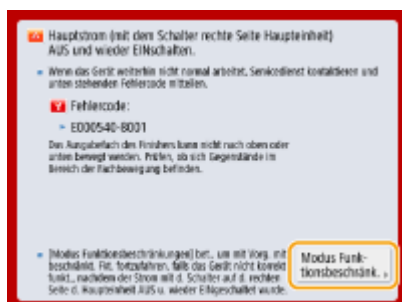 Hauptstrom (mit dem Schalter rechte Seite Haupteinheit)
AUS und wieder EINschalten.
Wenn das Gerät weiterhin nicht normal arbeitet, Servicedienst kontaktieren und
unten stehenden Fehlercode mitteilen.
Fehlercode:
E000540-8001
Das Ausgabefach des Finishers kann nicht nach oben oder
unten bewegt werden. Prüfen, ob sich Gegenstände im
Bereich der Fachbewegung befinden.
[Modus Funktionsbeschränkungen] bet., um mit Vorg. mit
beschränkt. Fkt. fortzufahren, falls das Gerät nicht korrekt
funkt., nachdem der Strom mit d. Schalter auf d. rechten
Seite d. Haupteinheit AUS u. wieder EINgeschaltet wurde.
Modus Funk-
tionsbeschränk.